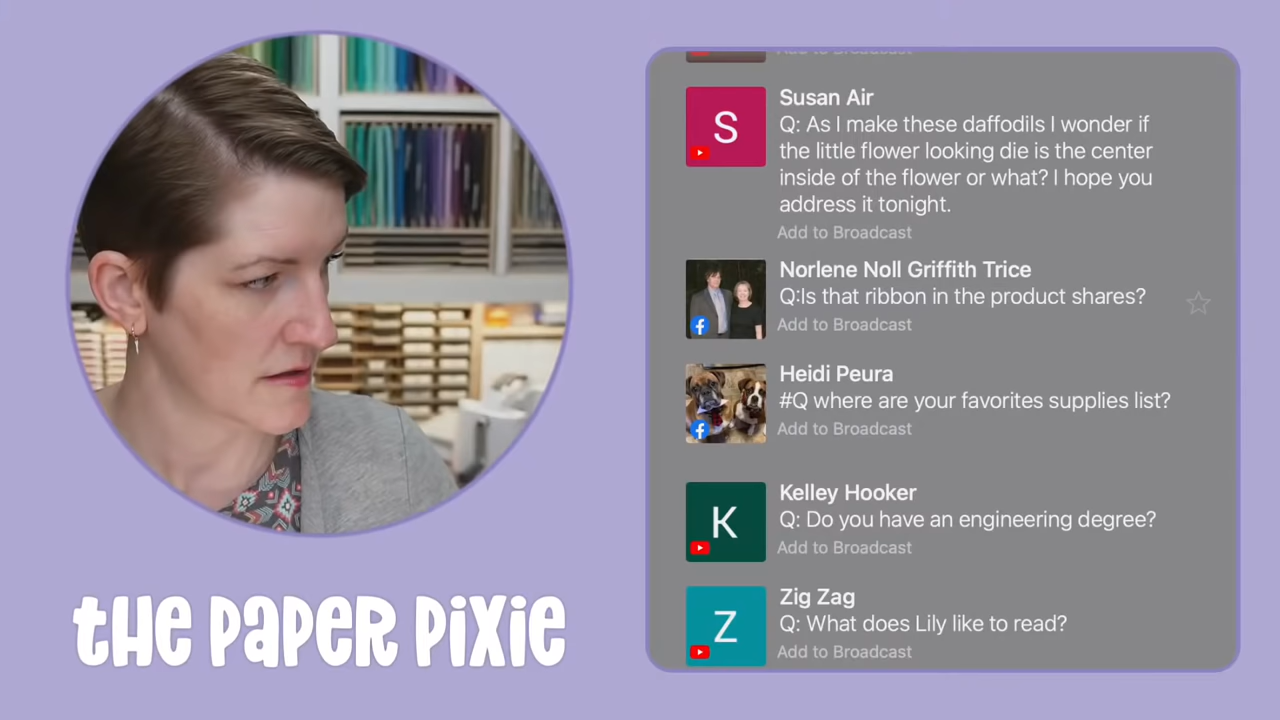 Add to Broadcast
Susan Air
Q: As I make these daffodils I wonder if
the little flower looking die is the center
inside of the flower or what? I hope you
address it tonight.
Add to Broadcast
Norlene Noll Griffith Trice
Q:Is that ribbon in the product shares?
Add to Broadcast
Heidi Peura
#Q where are your favorites supplies list?
Add to Broadcast
K
Kelley Hooker
Q: Do you have an engineering degree?
Add to Broadcast
Z
Zig Zag
Q: What does Lily like to read?
Add to Broadcast
S
the PAPER PiXiE